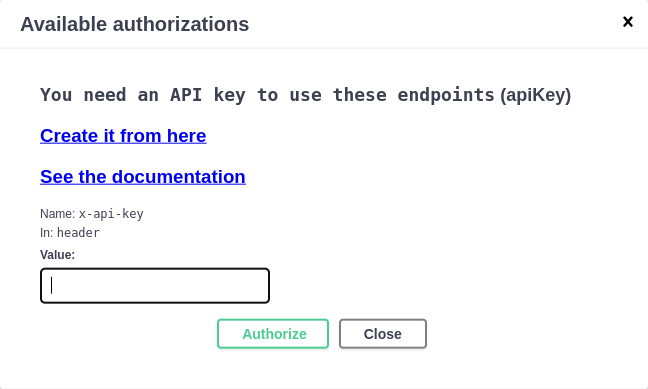 Available authorizations
×
You need an API key to use these endpoints (apiKey)
Create it from here
See the documentation
Name: x-api-key
In: header
Value:
Authorize
Close